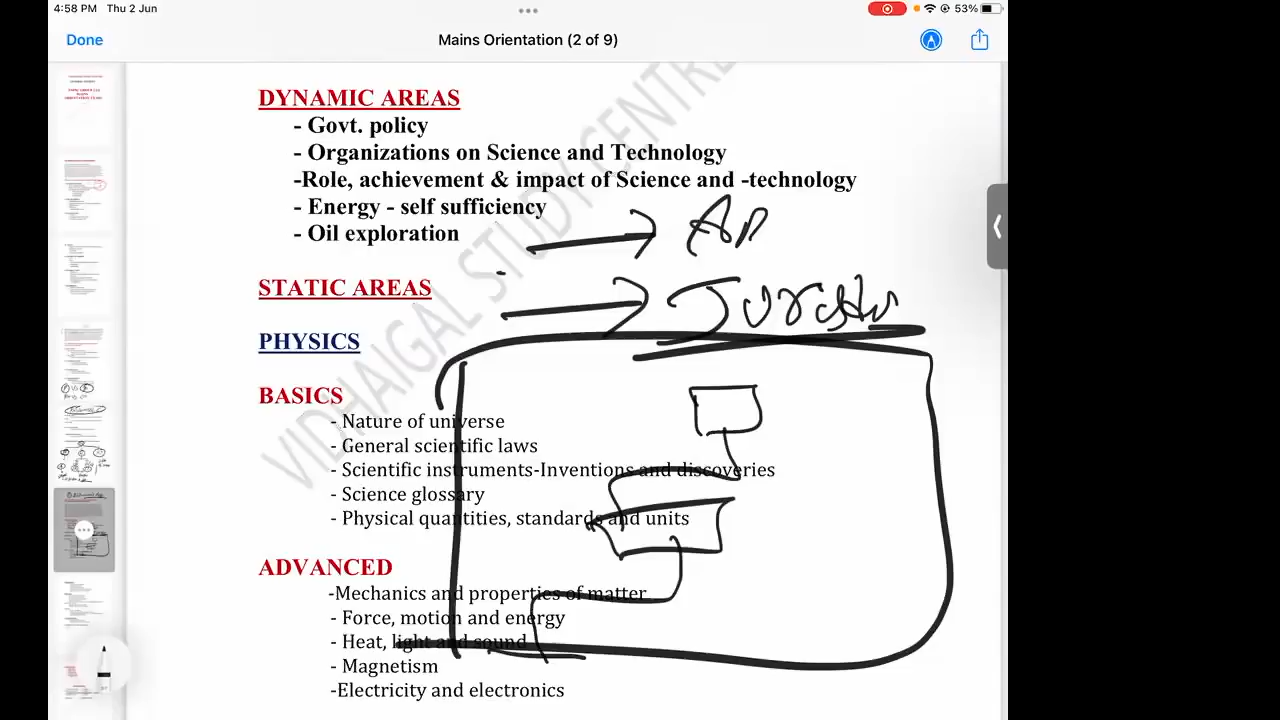 4:58 PM Thu 2 Jun
53%
Done
Mains Orientation (2 of 9)
DYNAMIC AREAS
- Govt. policy
- Organizations on Science and Technology
-Role, achievement & impact of Science and -technology
- Energy - self sufficiency
- Oil exploration
STATIC AREAS
PHYSICS
BASICS
- Nature of universe
- General scientific laws
- Scientific instruments-Inventions and discoveries
- Science glossary
- Physical quantities, standards and units
ADVANCED
-Mechanics and properties of matter
- Force, motion and energy
- Heat, light and sound
- Magnetism
-Electricity and electronics
VIDHAIGAL STUDY CENTRE